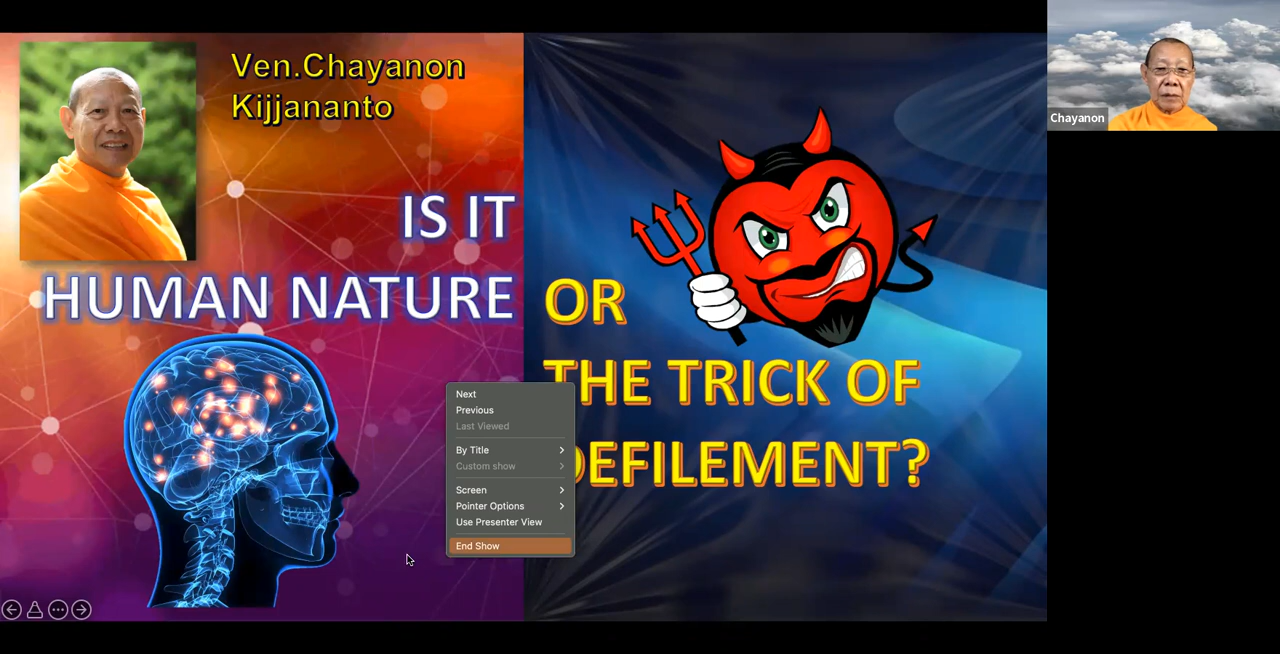 Ven.Chayanon
Kijjananto
IS IT
HUMAN NATURE
OR
THE TRICK OF
DEFILEMENT?
Next
Previous
Last Viewed
By Title
Custom show
Screen
Pointer Options
Use Presenter View
End Show
Chayanon